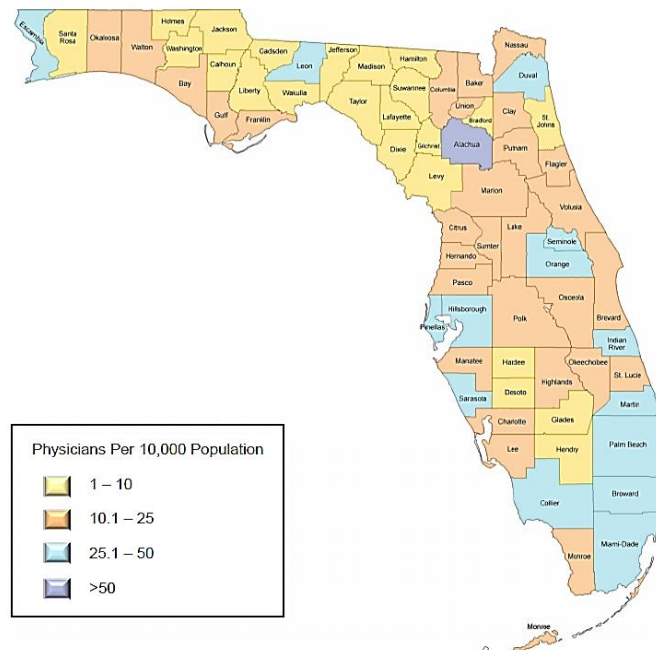 Escambia
Santa
Rosa
Okaloosa
Walton
Holmes
Washington
Jackson
Calhoun
Bay
Gulf
Gadsden
Liberty
Franklin
Leon
Wakulla
Jefferson
Madison
Taylor
Hamilton
Suwannee
Lafayette
Dixie
Gilchrist
Levy
Columbia
Baker
Union
Bradford
Alachua
Nassau
Duval
Clay
St.
Johns
Putnam
Flagler
Marion
Volusia
Citrus
Sumter
Lake
Hernando
Pasco
Seminole
Orange
Osceola
Brevard
Pinellas
Hillsborough
Polk
Indian
River
Manatee
Hardee
Okeechobee
St. Lucie
Highlands
Sarasota
Desoto
Martin
Charlotte
Glades
Lee
Hendry
Palm Beach
Collier
Broward
Monroe
Miami-Dade
Monroe
Physicians Per 10,000 Population
1 – 10
10.1 – 25
25.1 – 50
>50